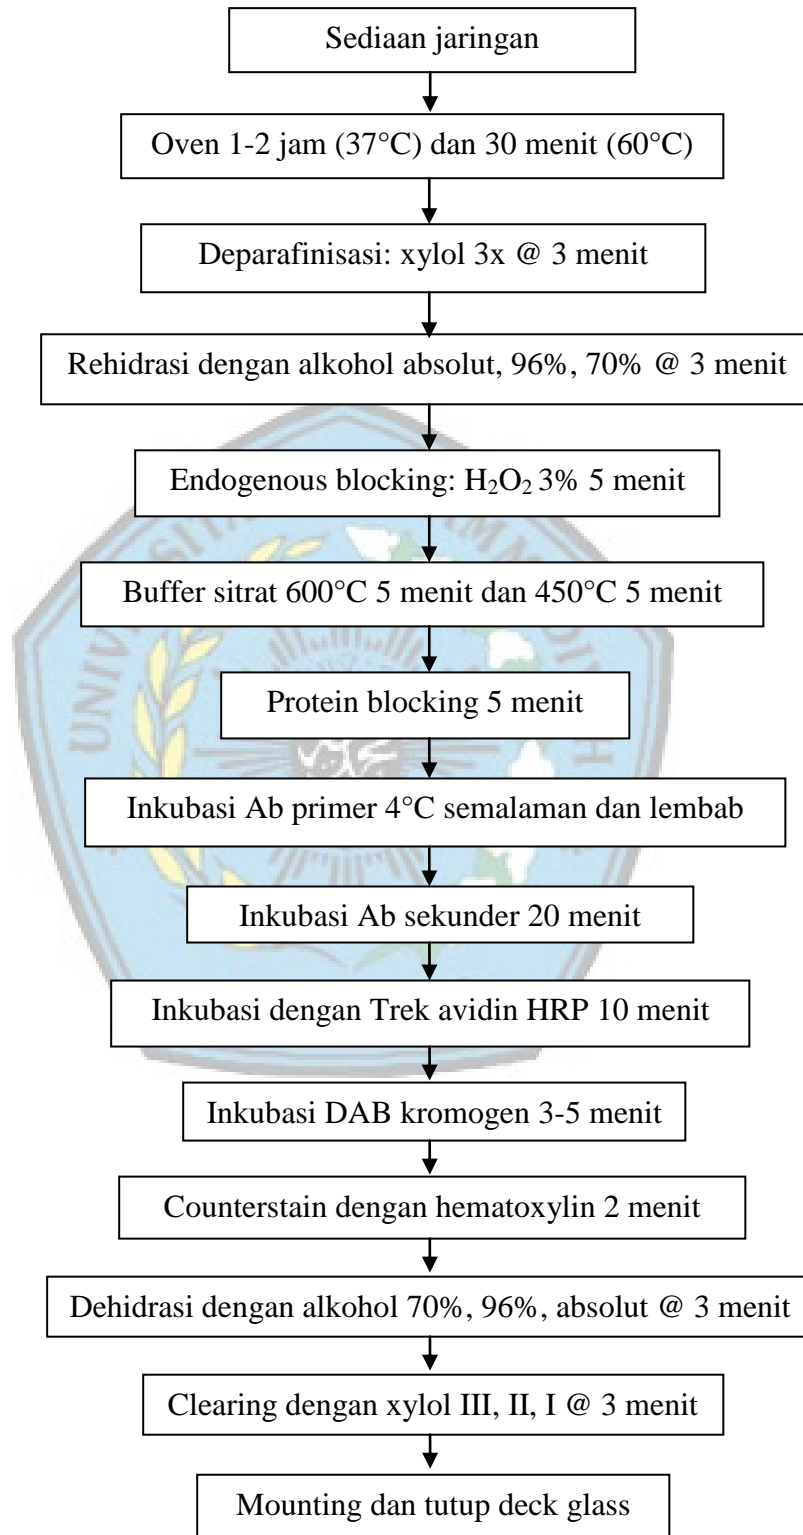 Sediaan jaringan
Oven 1-2 jam (37°C) dan 30 menit (60°C)
Deparafinisasi: xylol 3x @ 3 menit
Rehidrasi dengan alkohol absolut, 96%, 70% @ 3 menit
Endogenous blocking: H₂O₂ 3% 5 menit
Buffer sitrat 600°C 5 menit dan 450°C 5 menit
Protein blocking 5 menit
Inkubasi Ab primer 4°C semalaman dan lembab
Inkubasi Ab sekunder 20 menit
Inkubasi dengan Trek avidin HRP 10 menit
Inkubasi DAB kromogen 3-5 menit
Counterstain dengan hematoxylin 2 menit
Dehidrasi dengan alkohol 70%, 96%, absolut @ 3 menit
Clearing dengan xylol III, II, I @ 3 menit
Mounting dan tutup deck glass